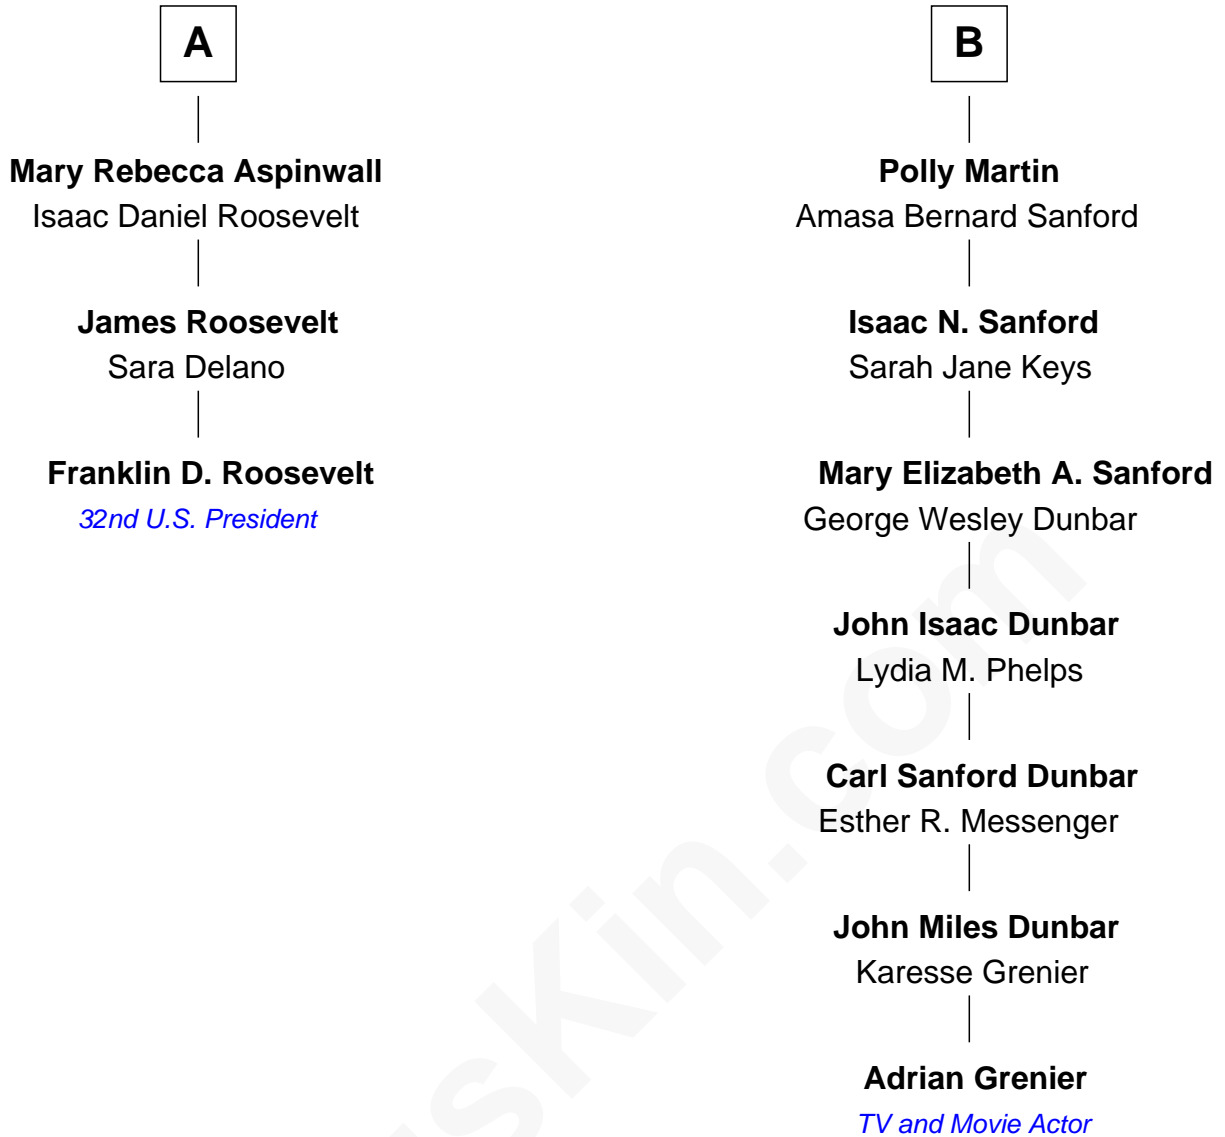 A
Mary Rebecca Aspinwall
Isaac Daniel Roosevelt
James Roosevelt
Sara Delano
Franklin D. Roosevelt
32nd U.S. President
B
Polly Martin
Amasa Bernard Sanford
Isaac N. Sanford
Sarah Jane Keys
Mary Elizabeth A. Sanford
George Wesley Dunbar
John Isaac Dunbar
Lydia M. Phelps
Carl Sanford Dunbar
Esther R. Messenger
John Miles Dunbar
Karesse Grenier
Adrian Grenier
TV and Movie Actor
sKin.com